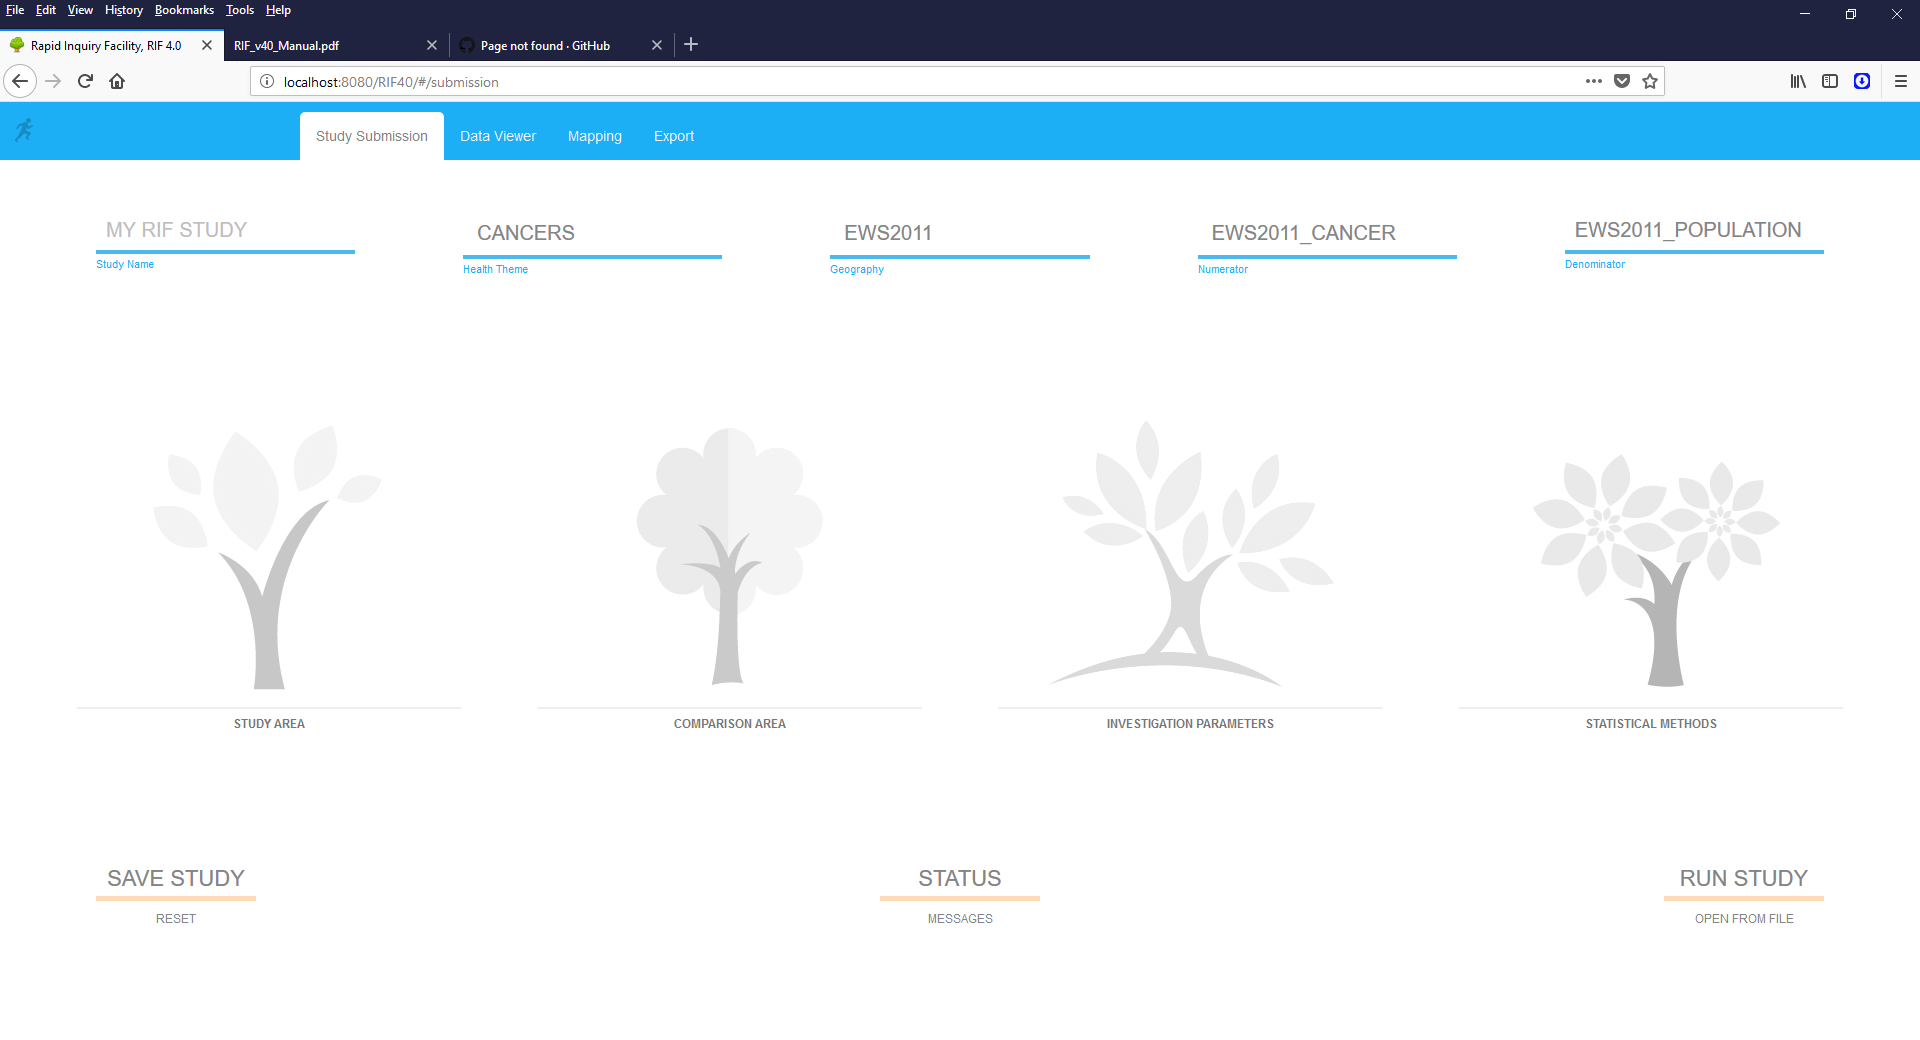 File Edit View History Bookmarks Tools Help
Rapid Inquiry Facility, RIF 4.0 RIF_v40_Manual.pdf Page not found · GitHub
localhost:8080/RIF40/#/submission
Study Submission Data Viewer Mapping Export
MY RIF STUDY CANCERS EWS2011 EWS2011_CANCER EWS2011_POPULATION
Study Name Health Theme Geography Numerator Denominator
STUDY AREA COMPARISON AREA INVESTIGATION PARAMETERS STATISTICAL METHODS
SAVE STUDY STATUS RUN STUDY
RESET MESSAGES OPEN FROM FILE